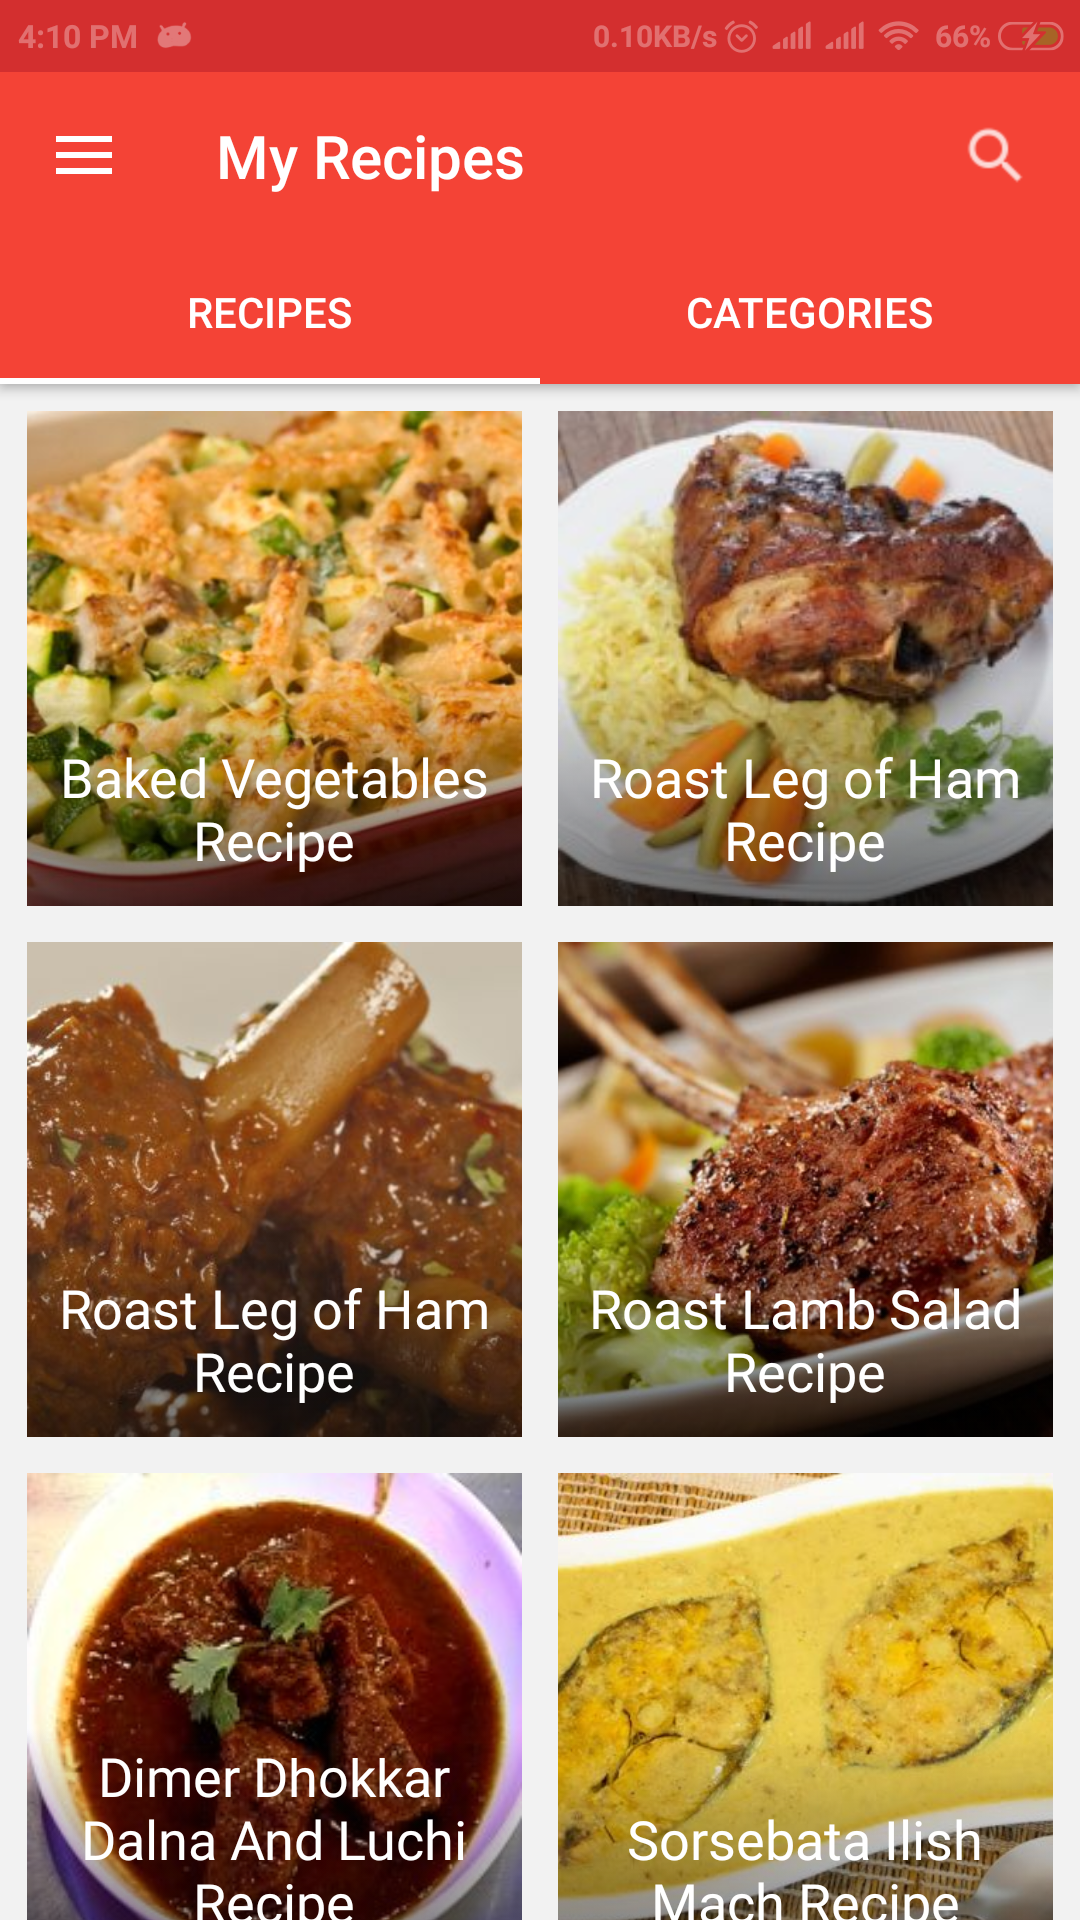 4:10 PM 0.10KB/s 66%
My Recipes
RECIPES CATEGORIES
Baked Vegetables
Recipe
Roast Leg of Ham
Recipe
Roast Leg of Ham
Recipe
Roast Lamb Salad
Recipe
Dimer Dhokkar
Dalna And Luchi
Recipe
Sorsebata Ilish
Mach Recipe